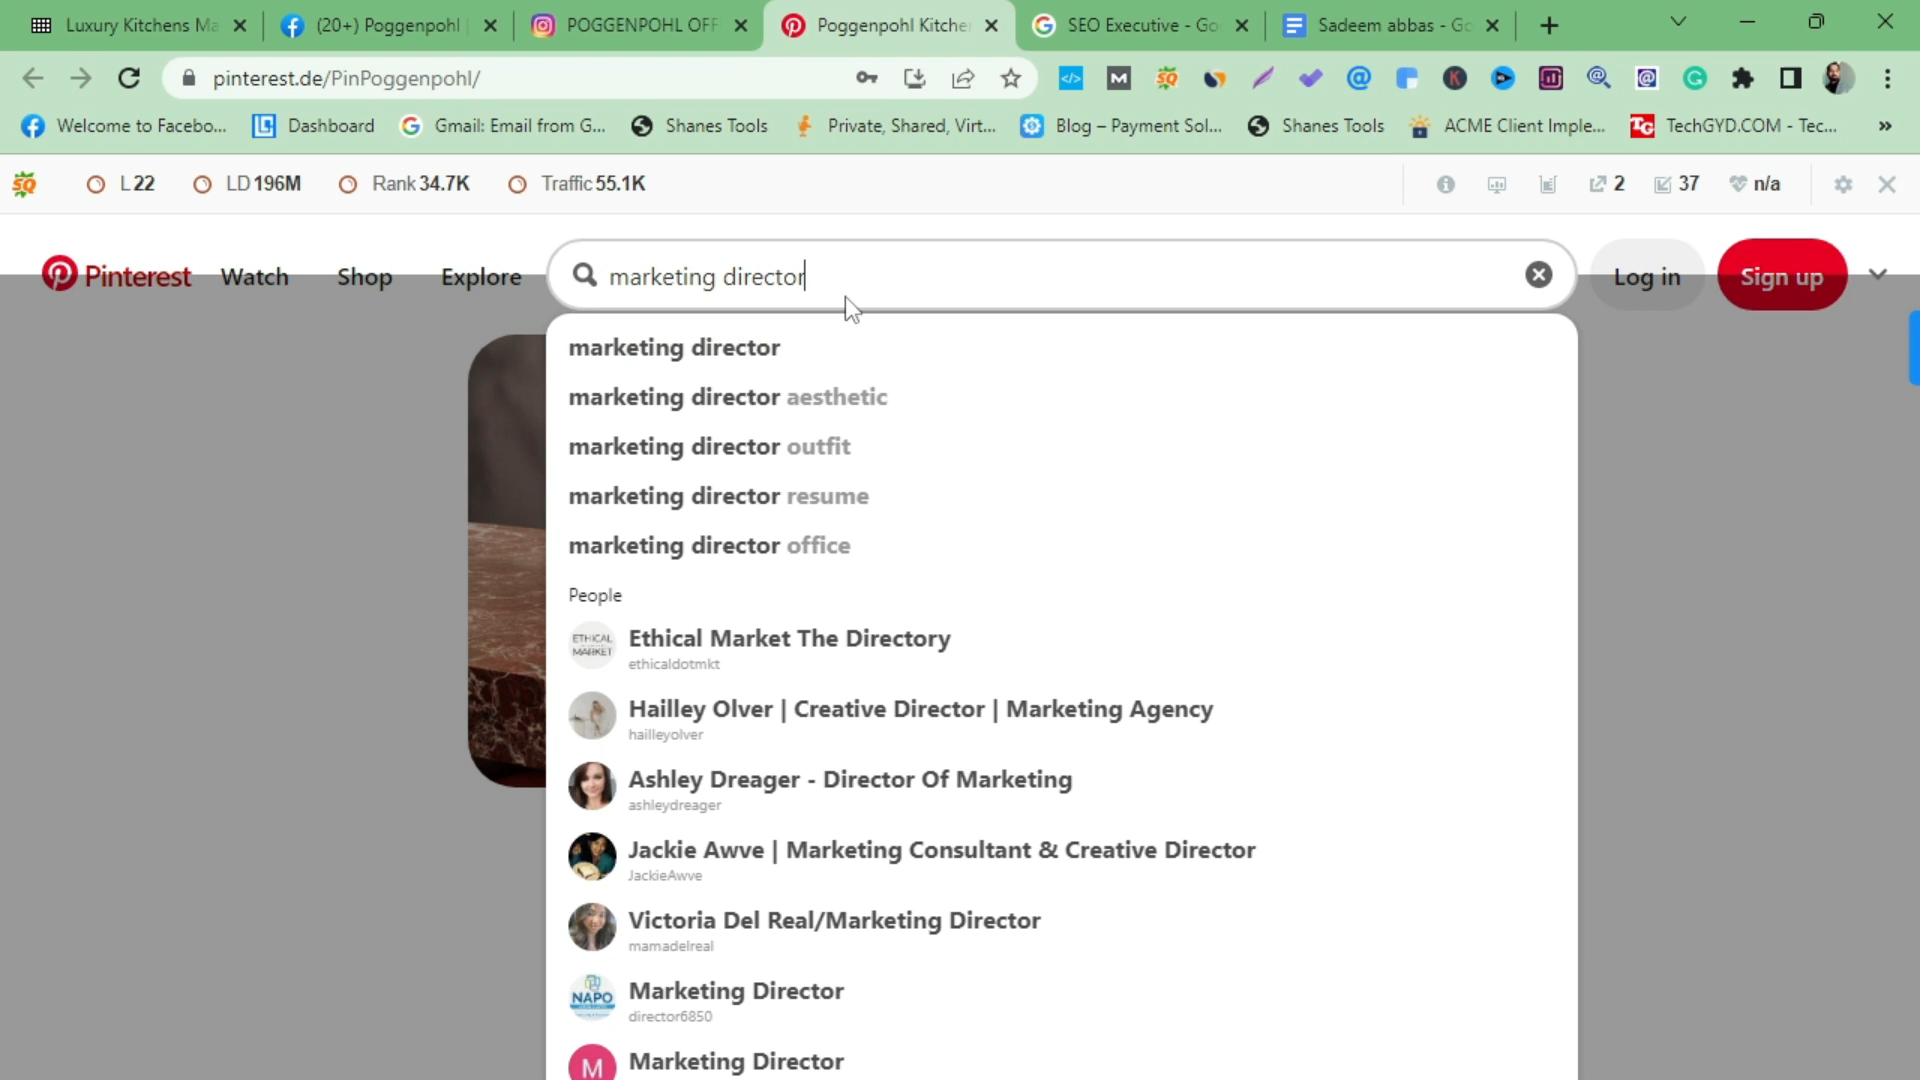 Luxury Kitchens Ma
(20+) Poggenpohl
POGGENPOHL OFF
Poggenpohl Kitche
SEO Executive - Go
Sadeem abbas - Go
pinterest.de/PinPoggenpohl/
Welcome to Facebo...
Dashboard
Gmail: Email from G...
Shanes Tools
Private, Shared, Virt...
Blog – Payment Sol...
Shanes Tools
ACME Client Imple...
TechGYD.COM - Tec...
L 22
LD 196M
Rank 34.7K
Traffic 55.1K
2
37
n/a
Pinterest
Watch
Shop
Explore
marketing director
Log in
Sign up
marketing director
marketing director aesthetic
marketing director outfit
marketing director resume
marketing director office
People
ETHICAL
MARKET
Ethical Market The Directory
ethicaldotmkt
Hailley Olver | Creative Director | Marketing Agency
hailleyolver
Ashley Dreager - Director Of Marketing
ashleydreager
Jackie Awve | Marketing Consultant & Creative Director
JackieAwve
Victoria Del Real/Marketing Director
mamadelreal
NAPO
Marketing Director
director6850
M
Marketing Director